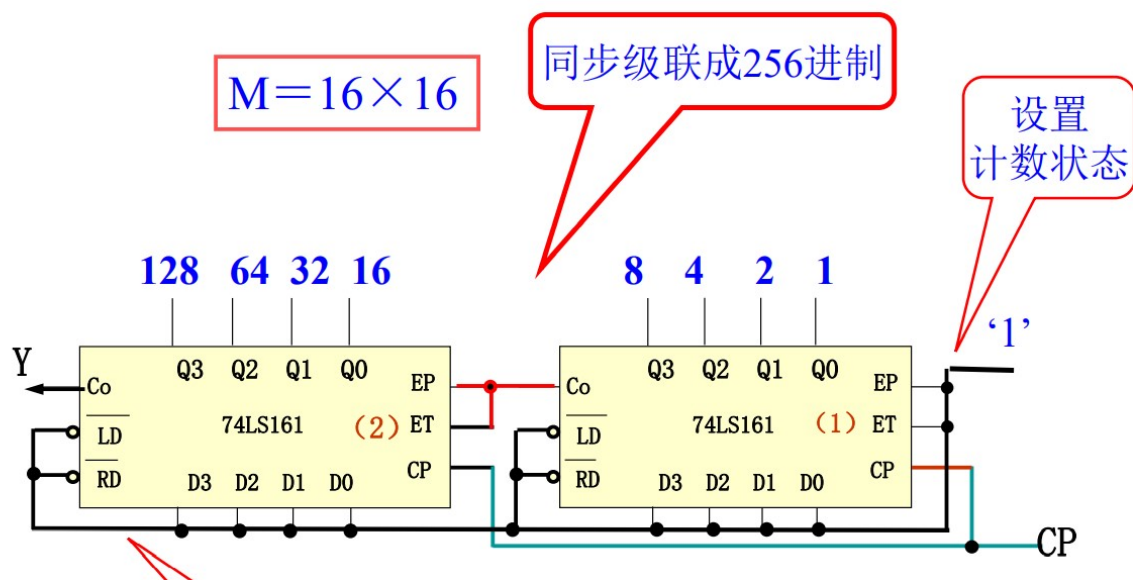 M＝16×16
同步级联成256进制
设置
计数状态
128 64 32 16
8 4 2 1
‘1’
Y
Co Q3 Q2 Q1 Q0 EP
74LS161 (2) ET
LD
RD
CP
D3 D2 D1 D0
Co Q3 Q2 Q1 Q0 EP
74LS161 (1) ET
LD
RD
CP
D3 D2 D1 D0
CP